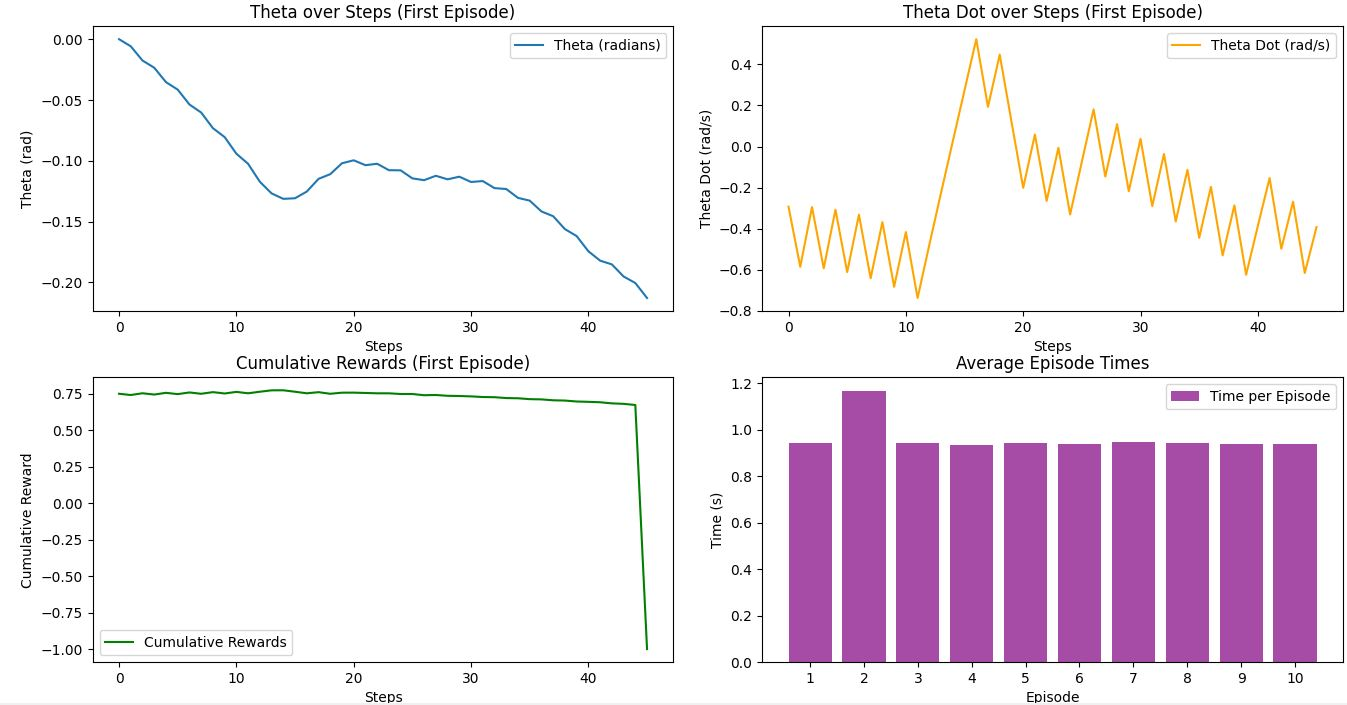 Theta over Steps (First Episode)
Theta (rad)
0.00
−0.05
−0.10
−0.15
−0.20
Theta (radians)
0 10 20 30 40
Steps
Theta Dot over Steps (First Episode)
Theta Dot (rad/s)
0.4
0.2
0.0
−0.2
−0.4
−0.6
−0.8
Theta Dot (rad/s)
0 10 20 30 40
Steps
Cumulative Rewards (First Episode)
Cumulative Reward
0.75
0.50
0.25
0.00
−0.25
−0.50
−0.75
−1.00
Cumulative Rewards
0 10 20 30 40
Steps
Average Episode Times
Time (s)
1.2
1.0
0.8
0.6
0.4
0.2
0.0
Time per Episode
1 2 3 4 5 6 7 8 9 10
Episode